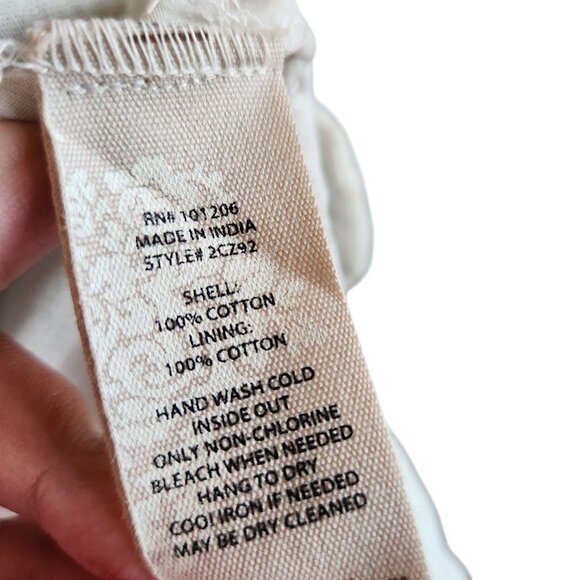 RN# 101206
MADE IN INDIA
STYLE# 2CZ92
SHELL:
100% COTTON
LINING:
100% COTTON
HAND WASH COLD
INSIDE OUT
ONLY NON-CHLORINE
BLEACH WHEN NEEDED
HANG TO DRY
COOL IRON IF NEEDED
MAY BE DRY CLEANED